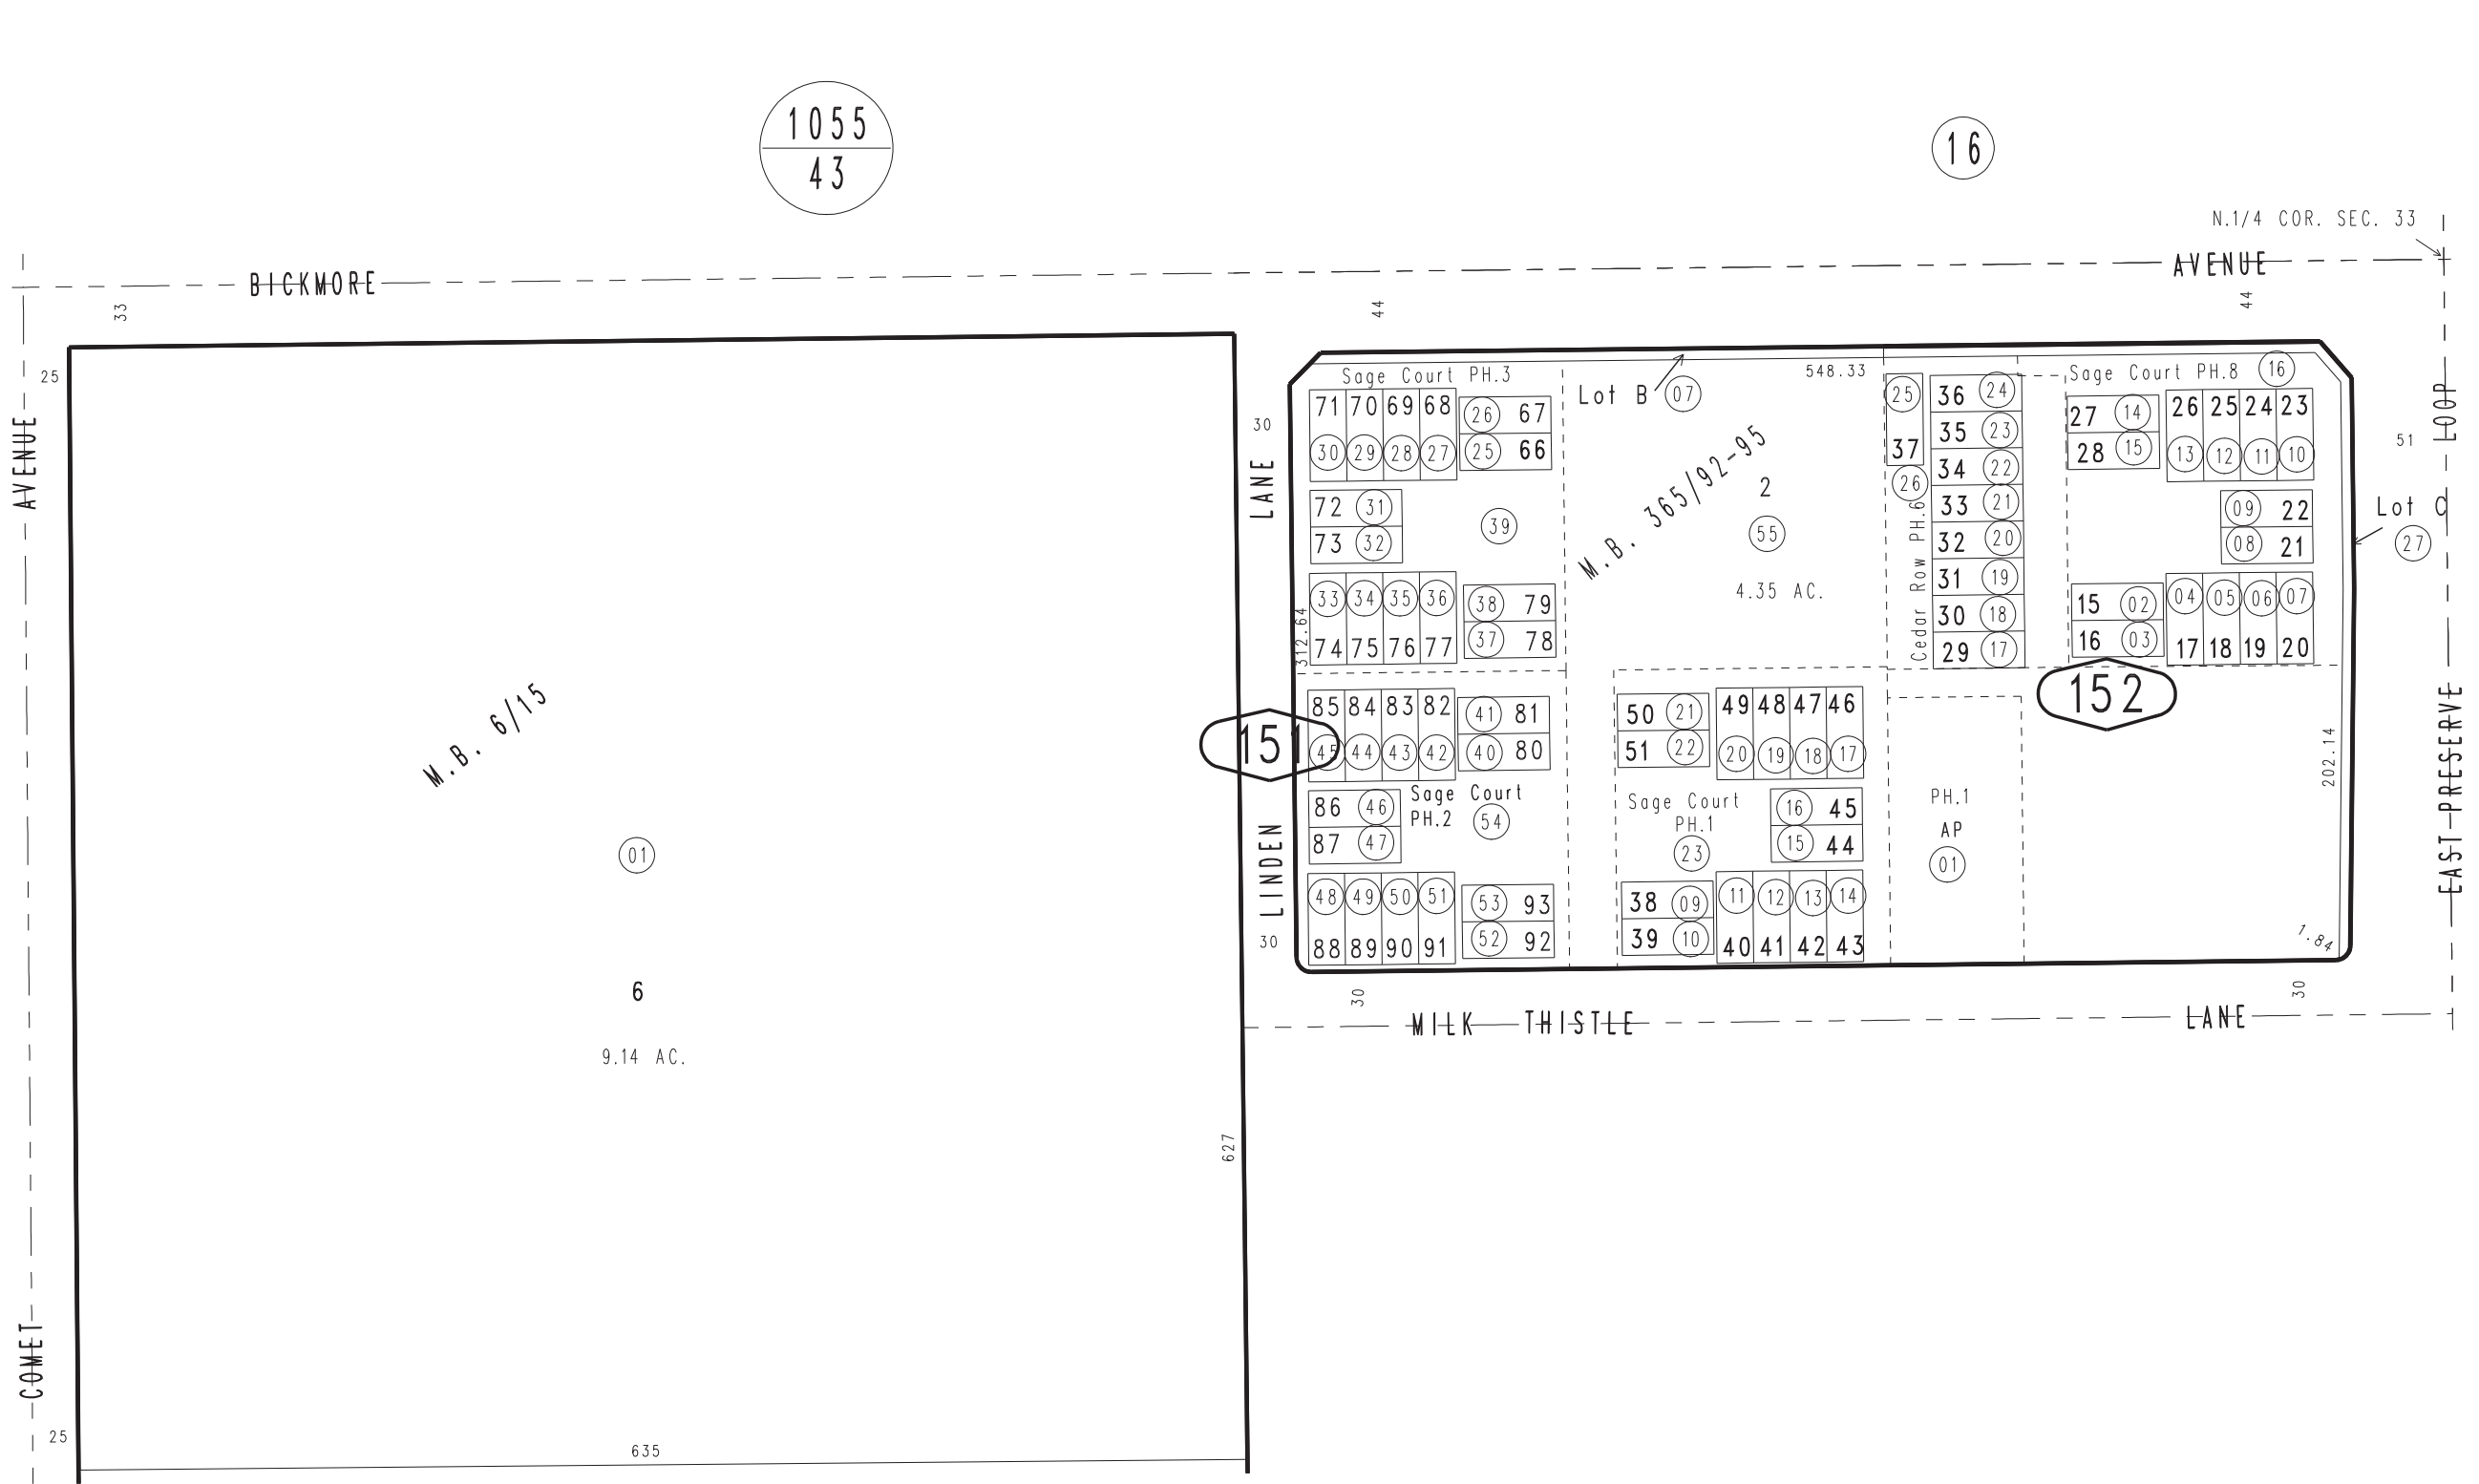 1055
43
16
N.1/4 COR. SEC. 33
BICKMORE
AVENUE
33
44
44
25
AVENUE
COMET
25
M.B. 6/15
01
6
9.14 AC.
635
627
30
LANE
LINDEN
30
151
312.64
Sage Court PH.3
71 70 69 68
30 29 28 27
26 67
25 66
72 31
73 32
39
33 34 35 36
74 75 76 77
38 79
37 78
85 84 83 82
45 44 43 42
41 81
40 80
86 46
87 47
Sage Court
PH.2
54
48 49 50 51
88 89 90 91
53 93
52 92
Lot B 07
548.33
M.B. 365/92-95
2
55
4.35 AC.
50 21
51 22
49 48 47 46
20 19 18 17
Sage Court
PH.1
23
16 45
15 44
38 09
39 10
11 12 13 14
40 41 42 43
25
37
26
Cedar Row PH.6
36 24
35 23
34 22
33 21
32 20
31 19
30 18
29 17
PH.1
AP
01
Sage Court PH.8 16
27 14
28 15
26 25 24 23
13 12 11 10
09 22
08 21
15 02
16 03
04 05 06 07
17 18 19 20
152
202.14
1.84
51
Lot C
27
LOOP
EAST PRESERVE
30
30
MILK THISTLE
LANE